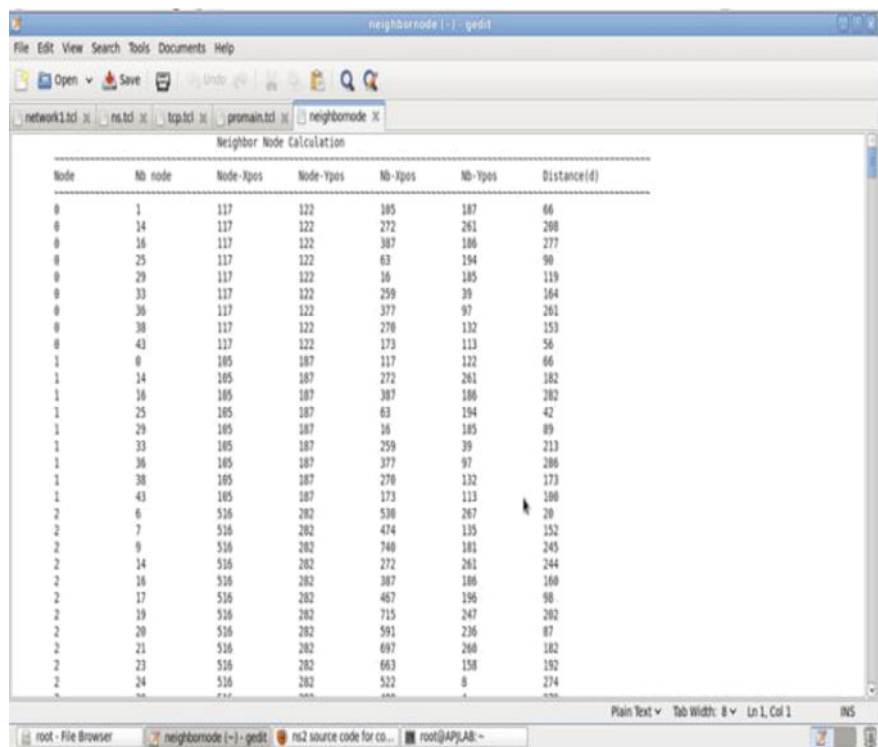 neighbornode (~) - gedit
File Edit View Search Tools Documents Help
Open Save Undo
network1.tcl ns.tcl tcp.tcl promain.tcl neighbornode
Neighbor Node Calculation
Node Nb node Node-Xpos Node-Ypos Nb-Xpos Nb-Ypos Distance(d)
0 1 117 122 105 187 66
0 14 117 122 272 261 208
0 16 117 122 387 186 277
0 25 117 122 63 194 90
0 29 117 122 16 185 119
0 33 117 122 259 39 164
0 36 117 122 377 97 261
0 38 117 122 270 132 153
0 43 117 122 173 113 56
1 0 105 187 117 122 66
1 14 105 187 272 261 182
1 16 105 187 387 186 282
1 25 105 187 63 194 42
1 29 105 187 16 185 89
1 33 105 187 259 39 213
1 36 105 187 377 97 286
1 38 105 187 270 132 173
1 43 105 187 173 113 100
2 6 516 282 530 267 20
2 7 516 282 474 135 152
2 9 516 282 740 181 245
2 14 516 282 272 261 244
2 16 516 282 387 186 160
2 17 516 282 467 196 98
2 19 516 282 715 247 202
2 20 516 282 591 236 87
2 21 516 282 697 260 182
2 23 516 282 663 158 192
2 24 516 282 522 8 274
Plain Text Tab Width: 8 Ln 1, Col 1 INS
root - File Browser neighbornode (~) - gedit ns2 source code for co... root@APJLAB:~